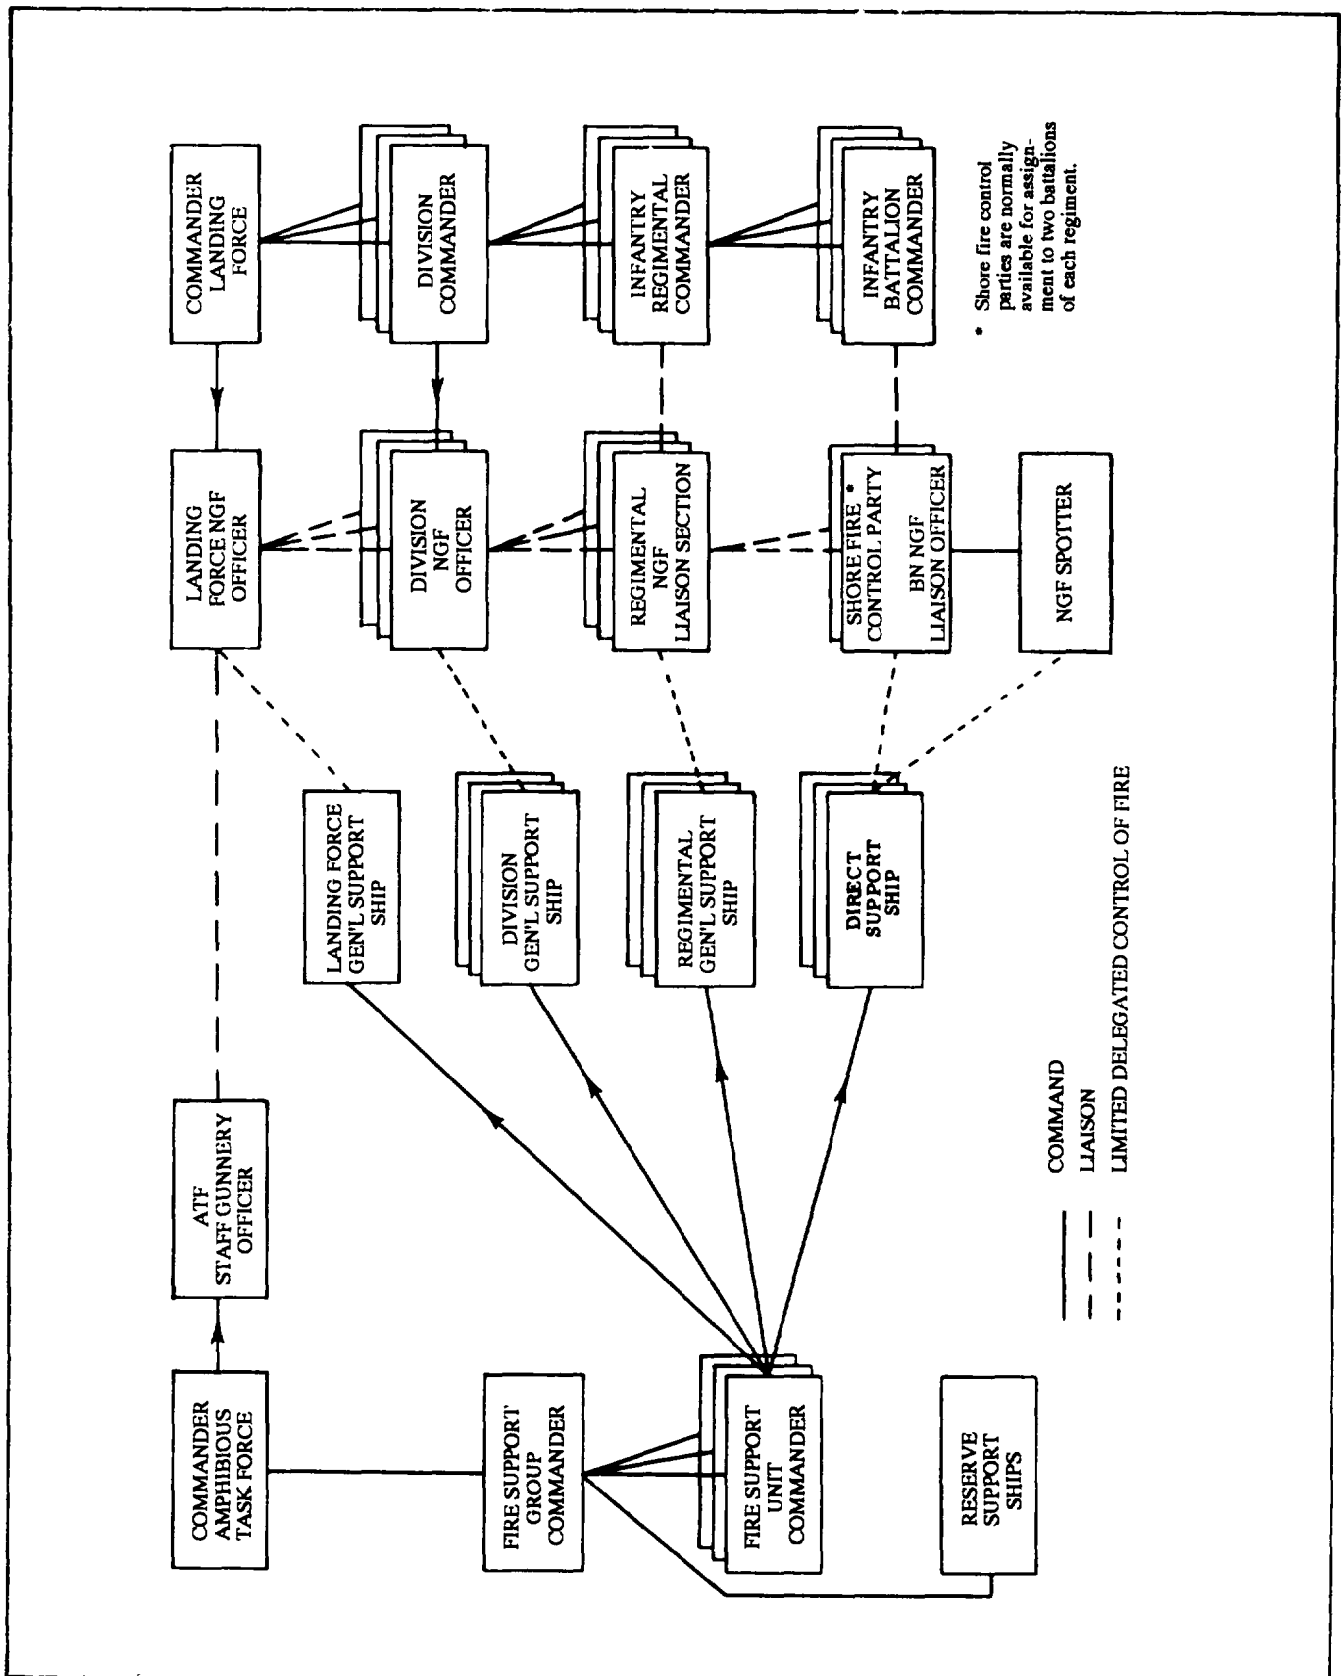 COMMANDER
AMPHIBIOUS
TASK FORCE
ATF
STAFF GUNNERY
OFFICER
LANDING
FORCE NGF
OFFICER
COMMANDER
LANDING
FORCE
FIRE SUPPORT
GROUP
COMMANDER
LANDING FORCE
GEN'L SUPPORT
SHIP
DIVISION
NGF
OFFICER
DIVISION
COMMANDER
DIVISION
GEN'L SUPPORT
SHIP
REGIMENTAL
NGF
LIAISON SECTION
INFANTRY
REGIMENTAL
COMMANDER
FIRE SUPPORT
UNIT
COMMANDER
REGIMENTAL
GEN'L SUPPORT
SHIP
DIRECT
SUPPORT
SHIP
SHORE FIRE *
CONTROL PARTY
BN NGF
LIAISON OFFICER
INFANTRY
BATTALION
COMMANDER
RESERVE
SUPPORT
SHIPS
NGF SPOTTER
* Shore fire control
parties are normally
available for assign-
ment to two battalions
of each regiment.
COMMAND
LIAISON
LIMITED DELEGATED CONTROL OF FIRE